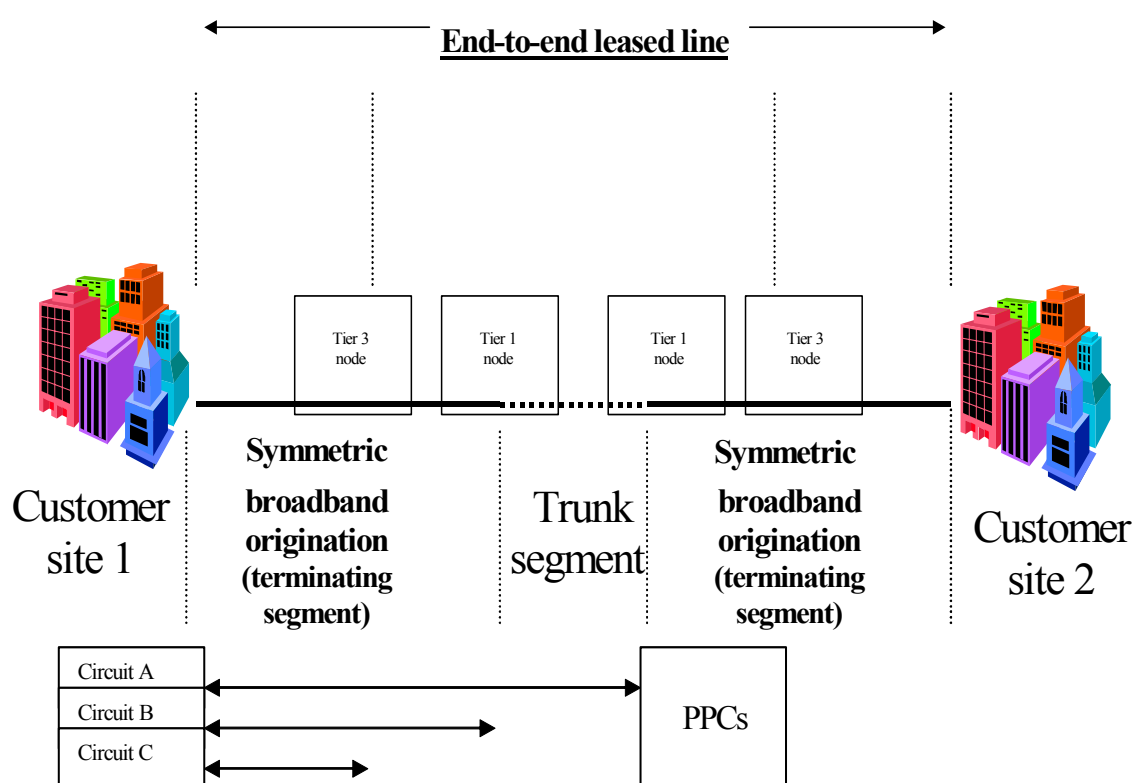 End-to-end leased line
Tier 3
node
Tier 1
node
Tier 1
node
Tier 3
node
Customer
site 1
Symmetric
broadband
origination
(terminating
segment)
Trunk
segment
Symmetric
broadband
origination
(terminating
segment)
Customer
site 2
Circuit A
Circuit B
Circuit C
PPCs